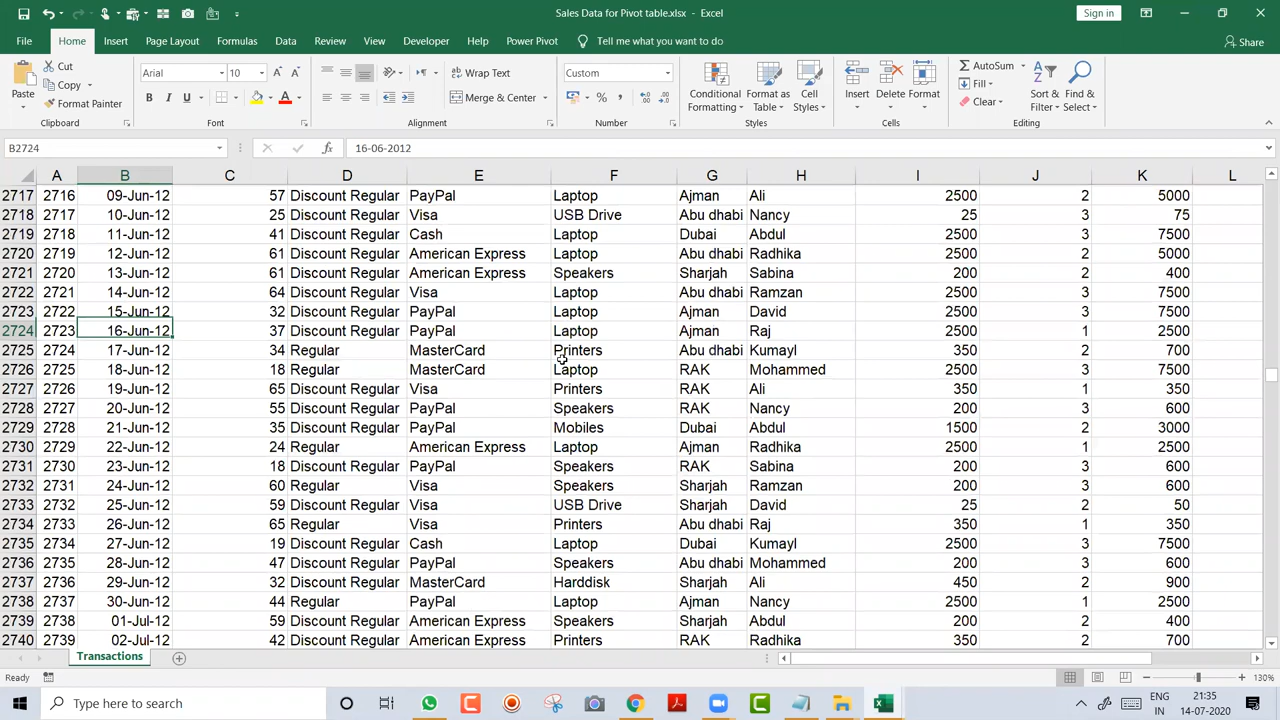 Sales Data for Pivot table.xlsx - Excel
Sign in
File Home Insert Page Layout Formulas Data Review View Developer Help Power Pivot Tell me what you want to do Share
Paste Cut Copy Format Painter
Arial 10
Wrap Text
Merge & Center
Custom
Conditional Formatting Format as Table Cell Styles
Insert Delete Format
AutoSum
Fill
Clear
Sort & Filter Find & Select
Clipboard Font Alignment Number Styles Cells Editing
B2724 fx 16-06-2012
A B C D E F G H I J K L
2717 2716 09-Jun-12 57 Discount Regular PayPal Laptop Ajman Ali 2500 2 5000
2718 2717 10-Jun-12 25 Discount Regular Visa USB Drive Abu dhabi Nancy 25 3 75
2719 2718 11-Jun-12 41 Discount Regular Cash Laptop Dubai Abdul 2500 3 7500
2720 2719 12-Jun-12 61 Discount Regular American Express Laptop Abu dhabi Radhika 2500 2 5000
2721 2720 13-Jun-12 61 Discount Regular American Express Speakers Sharjah Sabina 200 2 400
2722 2721 14-Jun-12 64 Discount Regular Visa Laptop Abu dhabi Ramzan 2500 3 7500
2723 2722 15-Jun-12 32 Discount Regular PayPal Laptop Ajman David 2500 3 7500
2724 2723 16-Jun-12 37 Discount Regular PayPal Laptop Ajman Raj 2500 1 2500
2725 2724 17-Jun-12 34 Regular MasterCard Printers Abu dhabi Kumayl 350 2 700
2726 2725 18-Jun-12 18 Regular MasterCard Laptop RAK Mohammed 2500 3 7500
2727 2726 19-Jun-12 65 Discount Regular Visa Printers RAK Ali 350 1 350
2728 2727 20-Jun-12 55 Discount Regular PayPal Speakers RAK Nancy 200 3 600
2729 2728 21-Jun-12 35 Discount Regular PayPal Mobiles Dubai Abdul 1500 2 3000
2730 2729 22-Jun-12 24 Regular American Express Laptop Ajman Radhika 2500 1 2500
2731 2730 23-Jun-12 18 Discount Regular PayPal Speakers RAK Sabina 200 3 600
2732 2731 24-Jun-12 60 Regular Visa Speakers Sharjah Ramzan 200 3 600
2733 2732 25-Jun-12 59 Discount Regular Visa USB Drive Sharjah David 25 2 50
2734 2733 26-Jun-12 65 Regular Visa Printers Abu dhabi Raj 350 1 350
2735 2734 27-Jun-12 19 Discount Regular Cash Laptop Dubai Kumayl 2500 3 7500
2736 2735 28-Jun-12 47 Discount Regular PayPal Speakers Abu dhabi Mohammed 200 3 600
2737 2736 29-Jun-12 32 Discount Regular MasterCard Harddisk Sharjah Ali 450 2 900
2738 2737 30-Jun-12 44 Regular PayPal Laptop Ajman Nancy 2500 1 2500
2739 2738 01-Jul-12 59 Discount Regular American Express Speakers Sharjah Abdul 200 2 400
2740 2739 02-Jul-12 42 Discount Regular American Express Printers RAK Radhika 350 2 700
Transactions
Ready 130%
Type here to search
ENG IN
21:35
14-07-2020